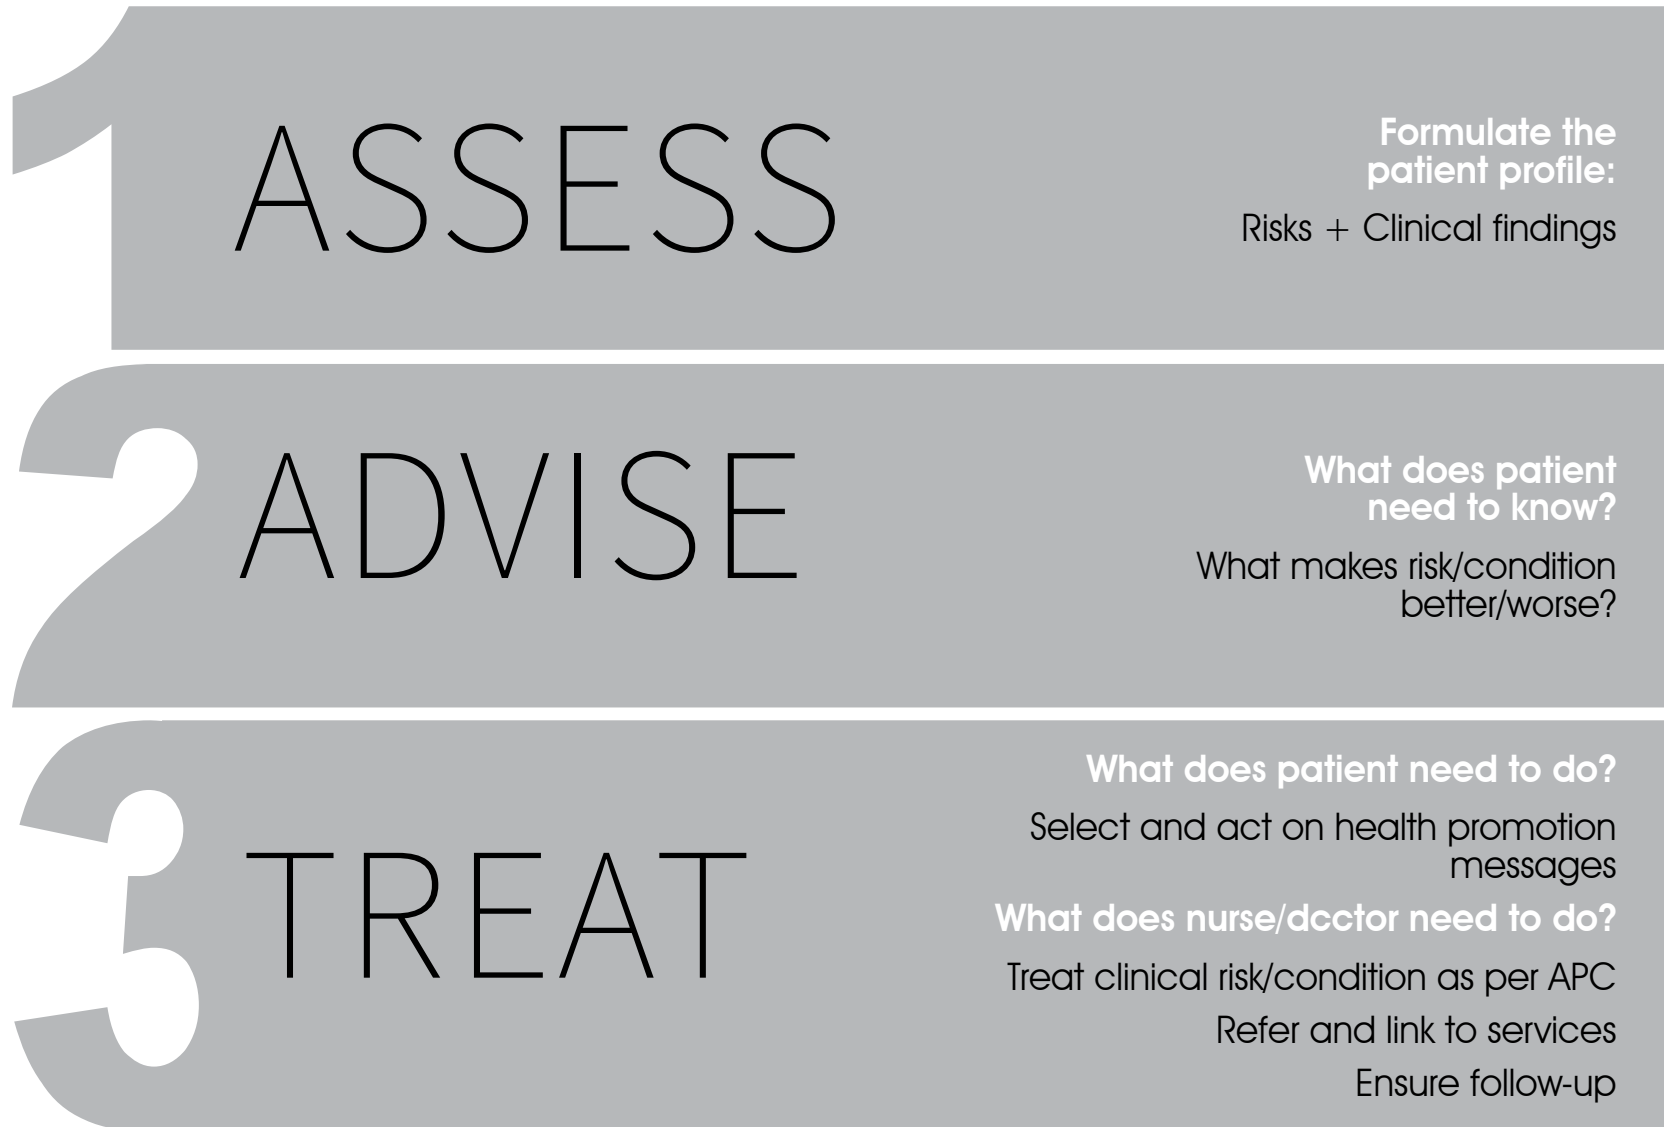 1
ASSESS
Formulate the
patient profile:
Risks + Clinical findings
2
ADVISE
What does patient
need to know?
What makes risk/condition
better/worse?
3
TREAT
What does patient need to do?
Select and act on health promotion
messages
What does nurse/dcctor need to do?
Treat clinical risk/condition as per APC
Refer and link to services
Ensure follow-up